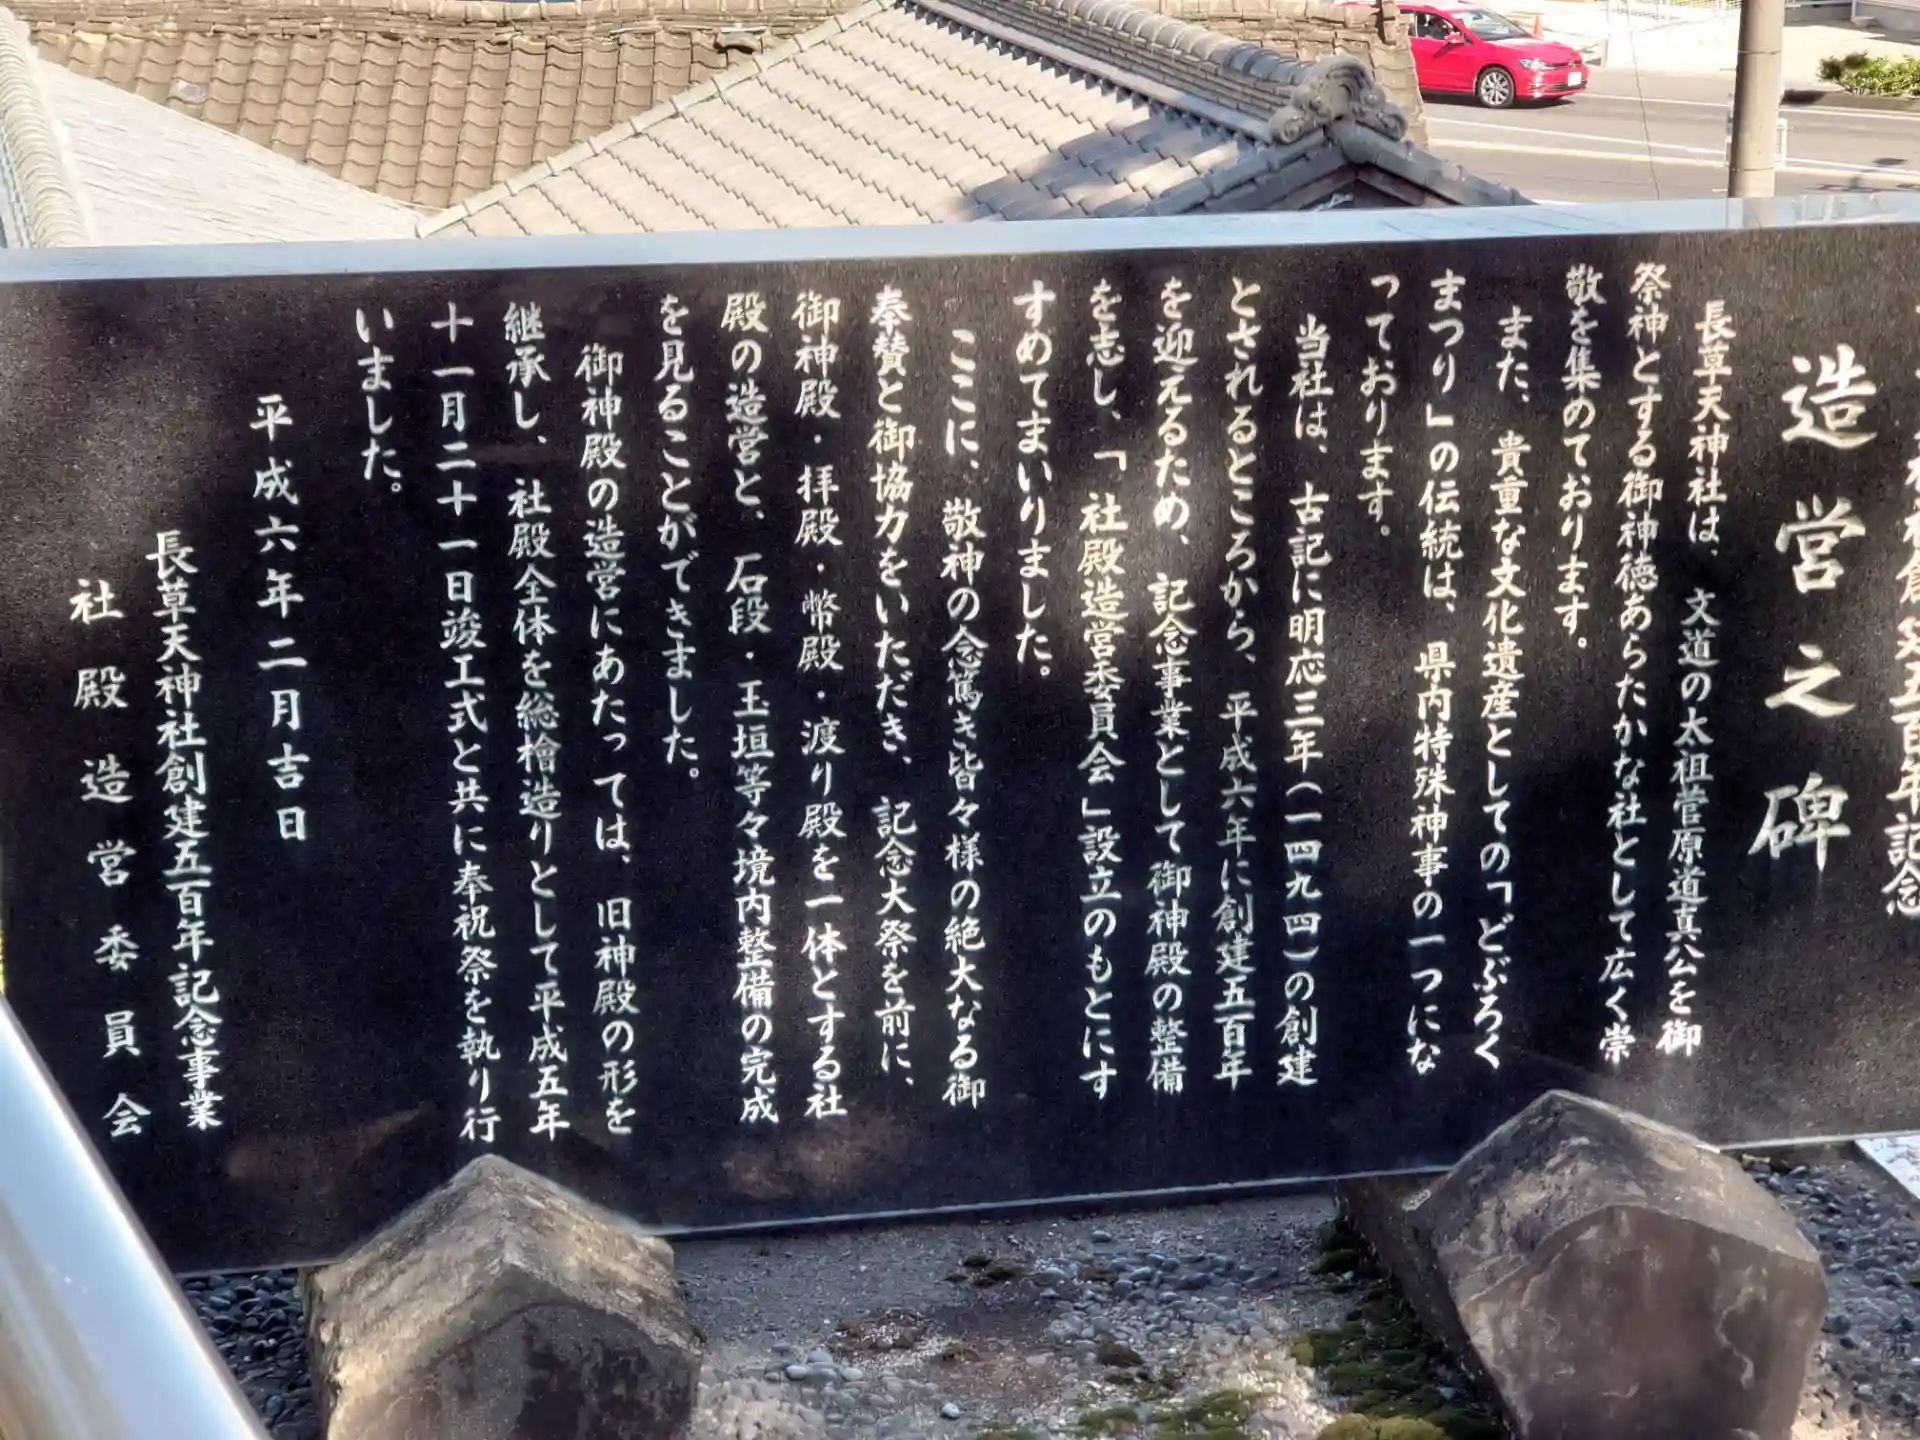 創建五百年記念
造営之碑
長草天神社は、文道の太祖菅原道真公を御
祭神とする御神徳あらたかな社として広く崇
敬を集めております。
また、貴重な文化遺産としての「どぶろく
まつり」の伝統は、県内特殊神事の一つにな
っております。
当社は、古記に明応三年(一四九四)の創建
とされるところから、平成六年に創建五百年
を迎えるため、記念事業として御神殿の整備
を志し、「社殿造営委員会」設立のもとにす
すめてまいりました。
ここに、敬神の念篤き皆々様の絶大なる御
奉賛と御協力をいただき、記念大祭を前に、
御神殿・拝殿・幣殿・渡り殿を一体とする社
殿の造営と、石段・玉垣等々境内整備の完成
を見ることができました。
御神殿の造営にあたっては、旧神殿の形を
継承し、社殿全体を総檜造りとして平成五年
十一月二十一日竣工式と共に奉祝祭を執り行
いました。
平成六年二月吉日
長草天神社創建五百年記念事業
社殿造営委員会